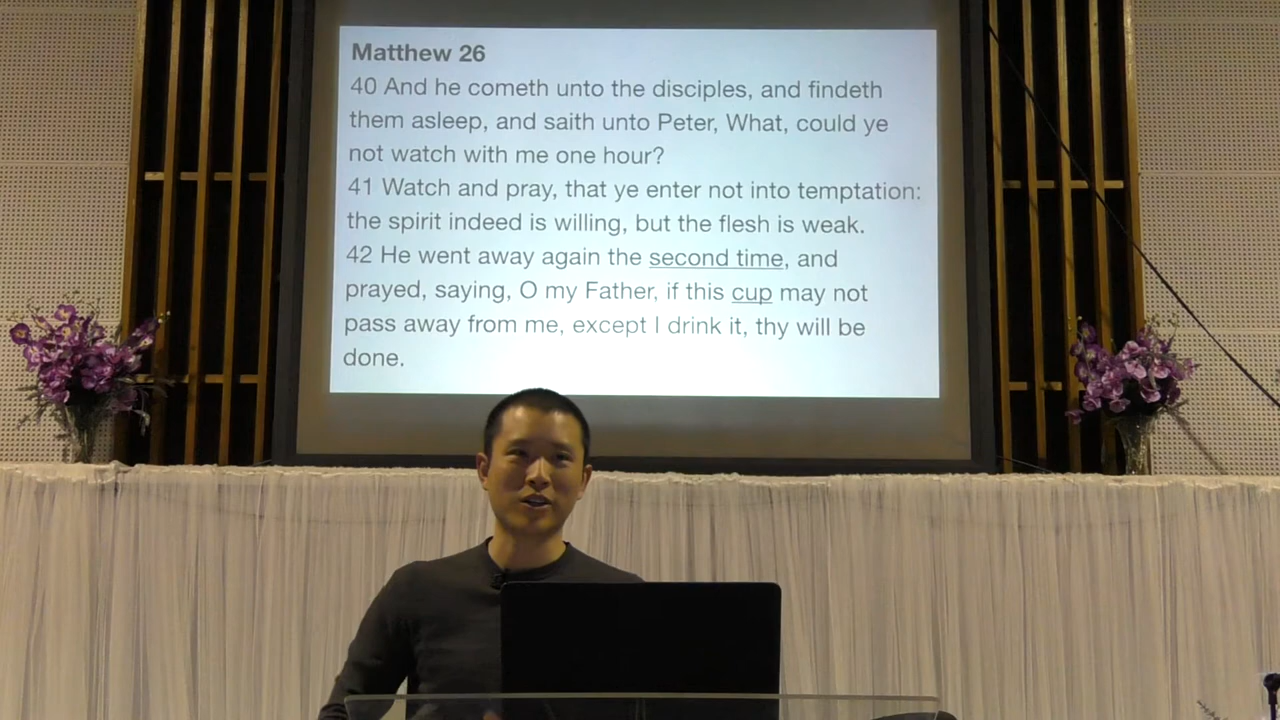 Matthew 26
40 And he cometh unto the disciples, and findeth
them asleep, and saith unto Peter, What, could ye
not watch with me one hour?
41 Watch and pray, that ye enter not into temptation:
the spirit indeed is willing, but the flesh is weak.
42 He went away again the second time, and
prayed, saying, O my Father, if this cup may not
pass away from me, except I drink it, thy will be
done.